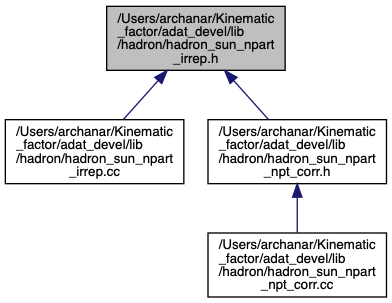 /Users/archanar/Kinematic
_factor/adat_devel/lib
/hadron/hadron_sun_npart
_irrep.h
/Users/archanar/Kinematic
_factor/adat_devel/lib
/hadron/hadron_sun_npart
_irrep.cc
/Users/archanar/Kinematic
_factor/adat_devel/lib
/hadron/hadron_sun_npart
_npt_corr.h
/Users/archanar/Kinematic
_factor/adat_devel/lib
/hadron/hadron_sun_npart
_npt_corr.cc